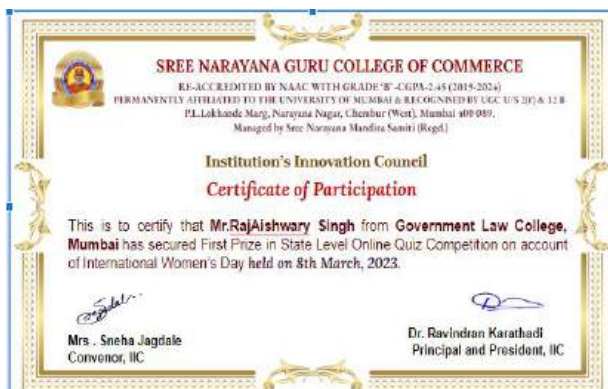 SREE NARAYANA GURU COLLEGE OF COMMERCE
RE-ACCREDITED BY NAAC WITH GRADE 'B' -CGPA-2.45 (2019-2024)
PERMANENTLY AFFILIATED TO THE UNIVERSITY OF MUMBAI & RECOGNISED BY UGC U/S 2(F) & 12 B
P.L.Lokhande Marg, Narayana Nagar, Chembur (West), Mumbai 400 089.
Managed by Sree Narayana Mandira Samiti (Regd.)
Institution's Innovation Council
Certificate of Participation
This is to certify that Mr.RajAishwary Singh from Government Law College,
Mumbai has secured First Prize in State Level Online Quiz Competition on account
of International Women's Day held on 8th March, 2023.
Mrs . Sneha Jagdale
Convenor, IIC
Dr. Ravindran Karathadi
Principal and President, IIC